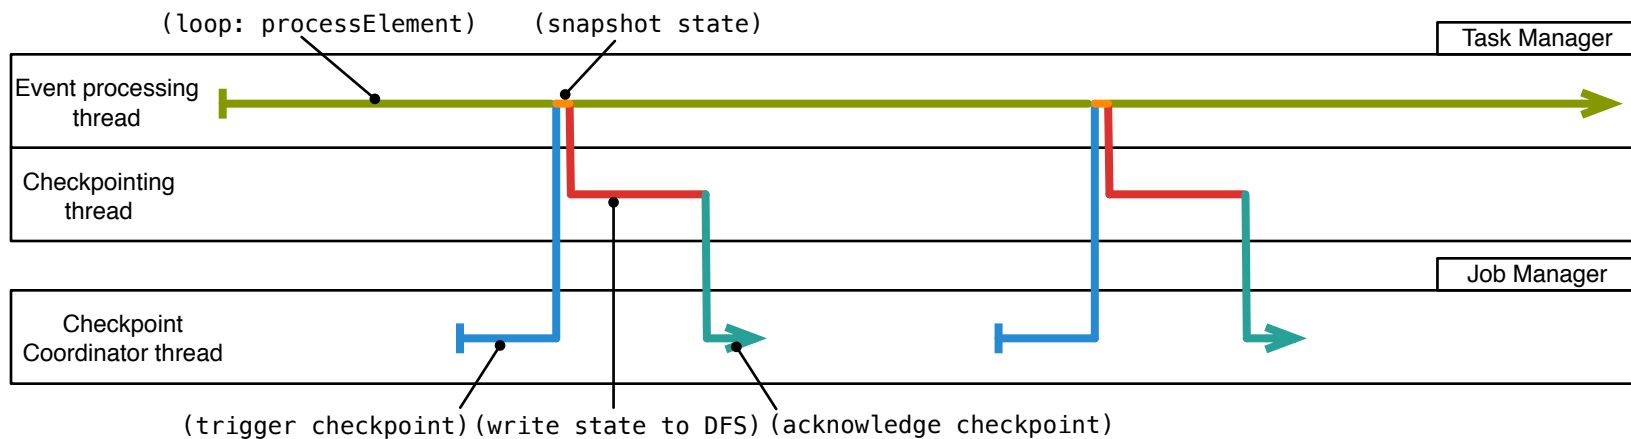 (loop: processElement)
(snapshot state)
Task Manager
Event processing
thread
Checkpointing
thread
Job Manager
Checkpoint
Coordinator thread
(trigger checkpoint)
(write state to DFS)
(acknowledge checkpoint)